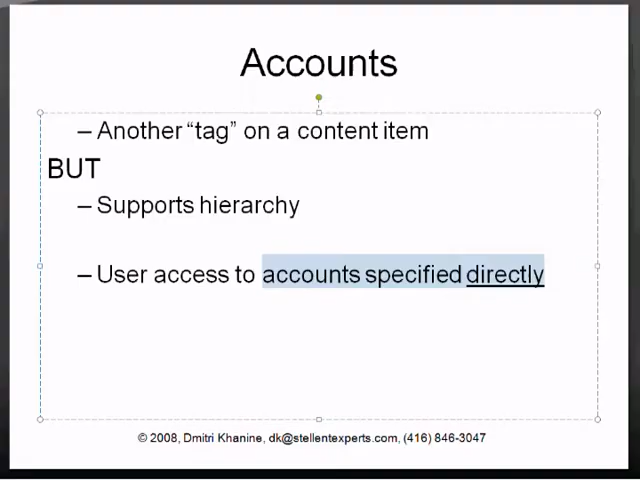 Accounts
– Another “tag” on a content item
BUT
– Supports hierarchy
– User access to accounts specified directly
© 2008, Dmitri Khanine, dk@stellentexperts.com, (416) 846-3047